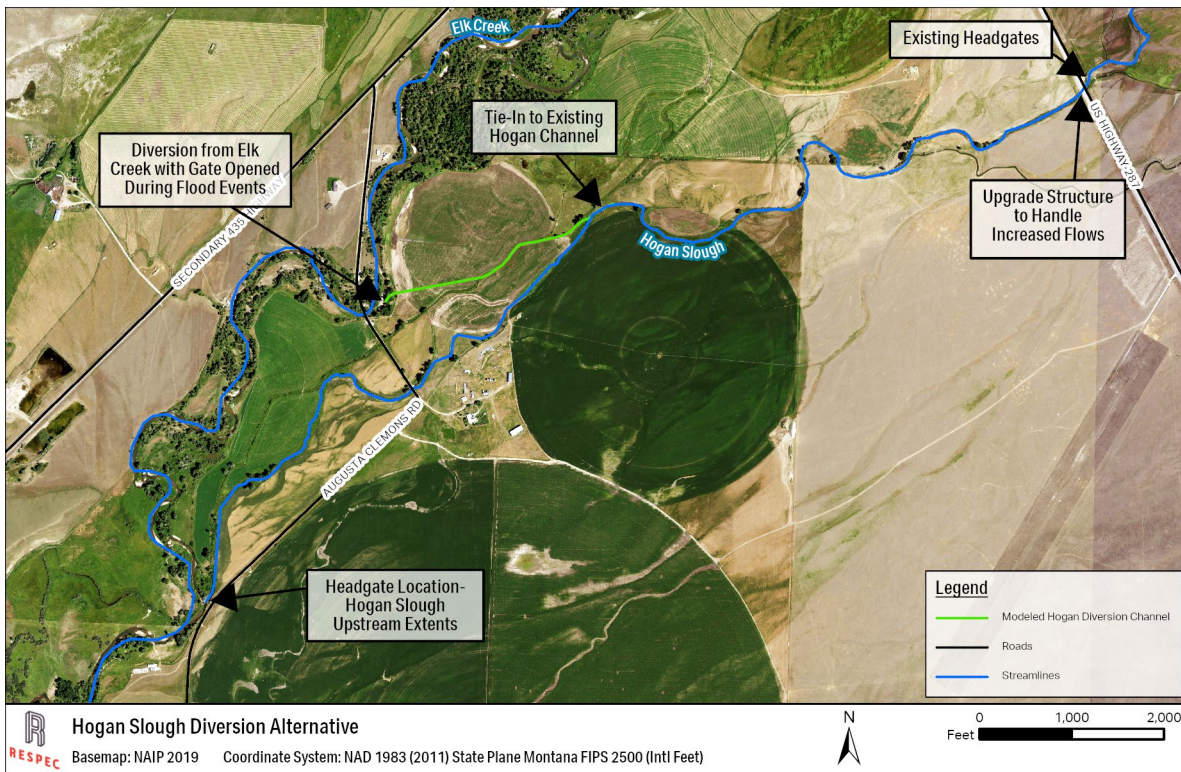 Elk Creek
Existing Headgates
Tie-In to Existing
Hogan Channel
Diversion from Elk
Creek with Gate Opened
During Flood Events
SECONDARY 435 HIGHWAY
US HIGHWAY 287
Upgrade Structure
to Handle
Increased Flows
Hogan Slough
AUGUSTA CLEMONS RD
Headgate Location-
Hogan Slough
Upstream Extents
Legend
Modeled Hogan Diversion Channel
Roads
Streamlines
RESPEC
Hogan Slough Diversion Alternative
Basemap: NAIP 2019 Coordinate System: NAD 1983 (2011) State Plane Montana FIPS 2500 (Intl Feet)
N
0 1,000 2,000
Feet